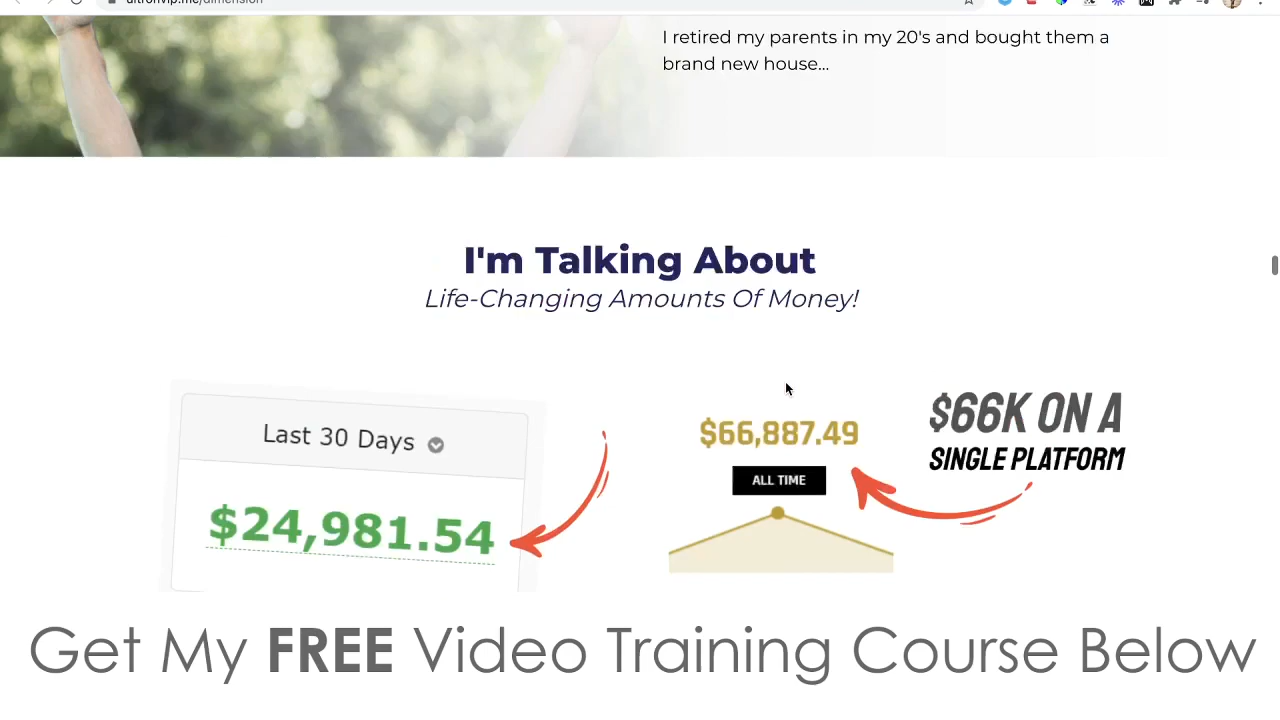 I retired my parents in my 20's and bought them a
brand new house...
I'm Talking About
Life-Changing Amounts Of Money!
Last 30 Days
$24,981.54
$66,887.49
ALL TIME
$66K ON A
SINGLE PLATFORM
Get My FREE Video Training Course Below